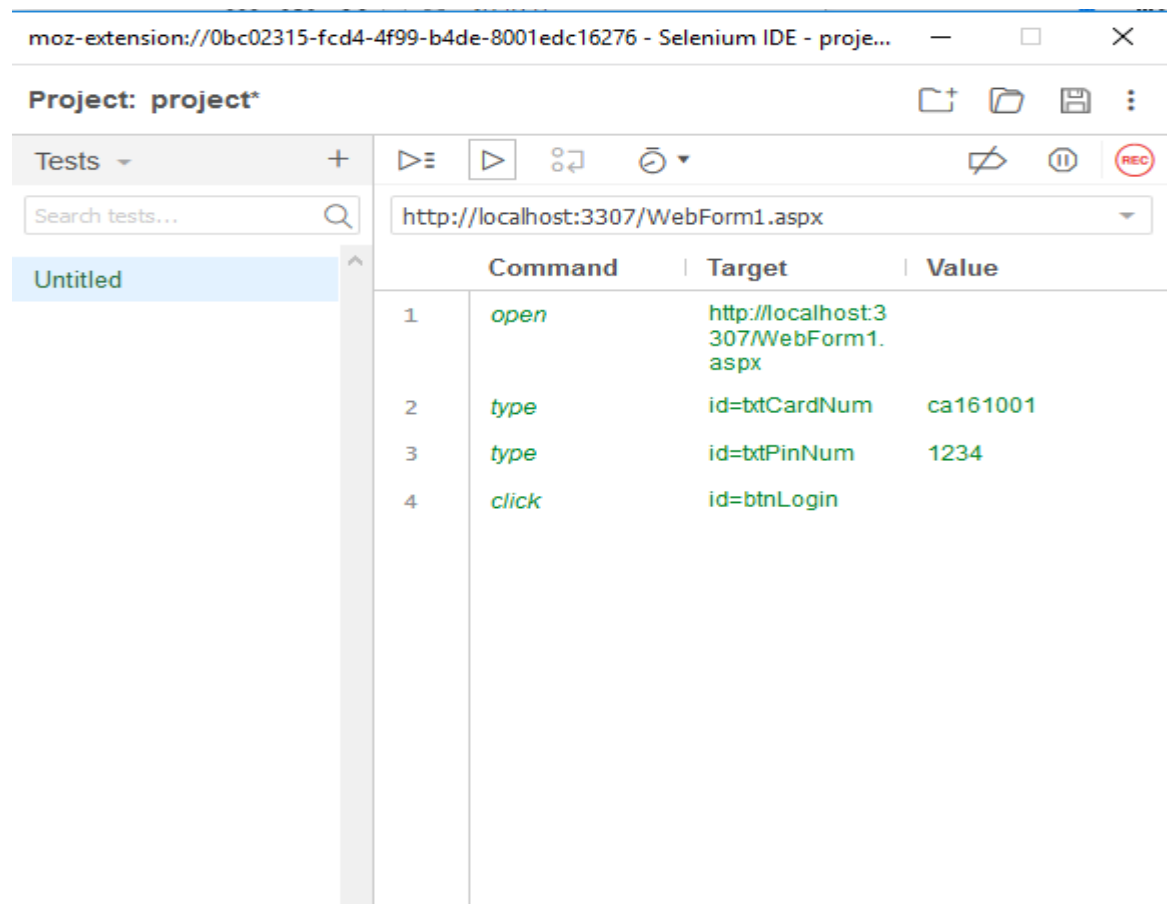 moz-extension://0bc02315-fcd4-4f99-b4de-8001edc16276 - Selenium IDE - proje...
Project: project*
Tests +
REC
Search tests...
http://localhost:3307/WebForm1.aspx
Untitled
Command Target Value
1 open http://localhost:3
307/WebForm1.
aspx
2 type id=txtCardNum ca161001
3 type id=txtPinNum 1234
4 click id=btnLogin